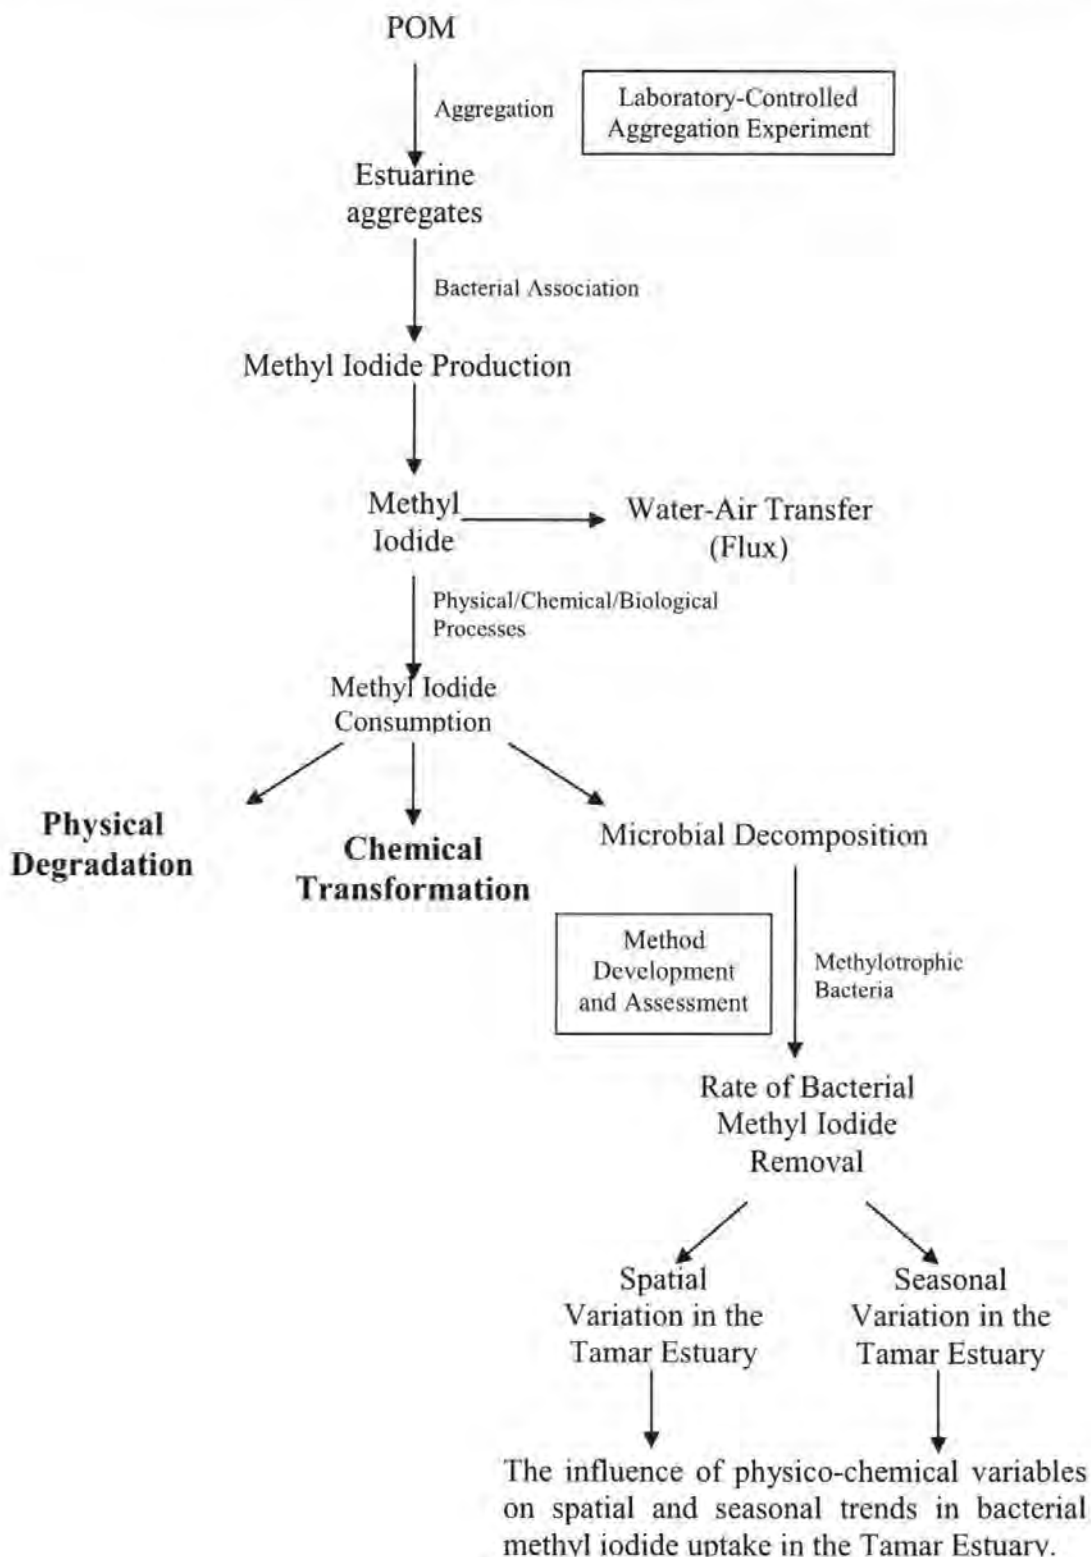 POM
Aggregation
Laboratory-Controlled
Aggregation Experiment
Estuarine
aggregates
Bacterial Association
Methyl Iodide Production
Methyl
Iodide
Water-Air Transfer
(Flux)
Physical/Chemical/Biological
Processes
Methyl Iodide
Consumption
Physical
Degradation
Chemical
Transformation
Microbial Decomposition
Method
Development
and Assessment
Methylotrophic
Bacteria
Rate of Bacterial
Methyl Iodide
Removal
Spatial
Variation in the
Tamar Estuary
Seasonal
Variation in the
Tamar Estuary
The influence of physico-chemical variables
on spatial and seasonal trends in bacterial
methyl iodide uptake in the Tamar Estuary.